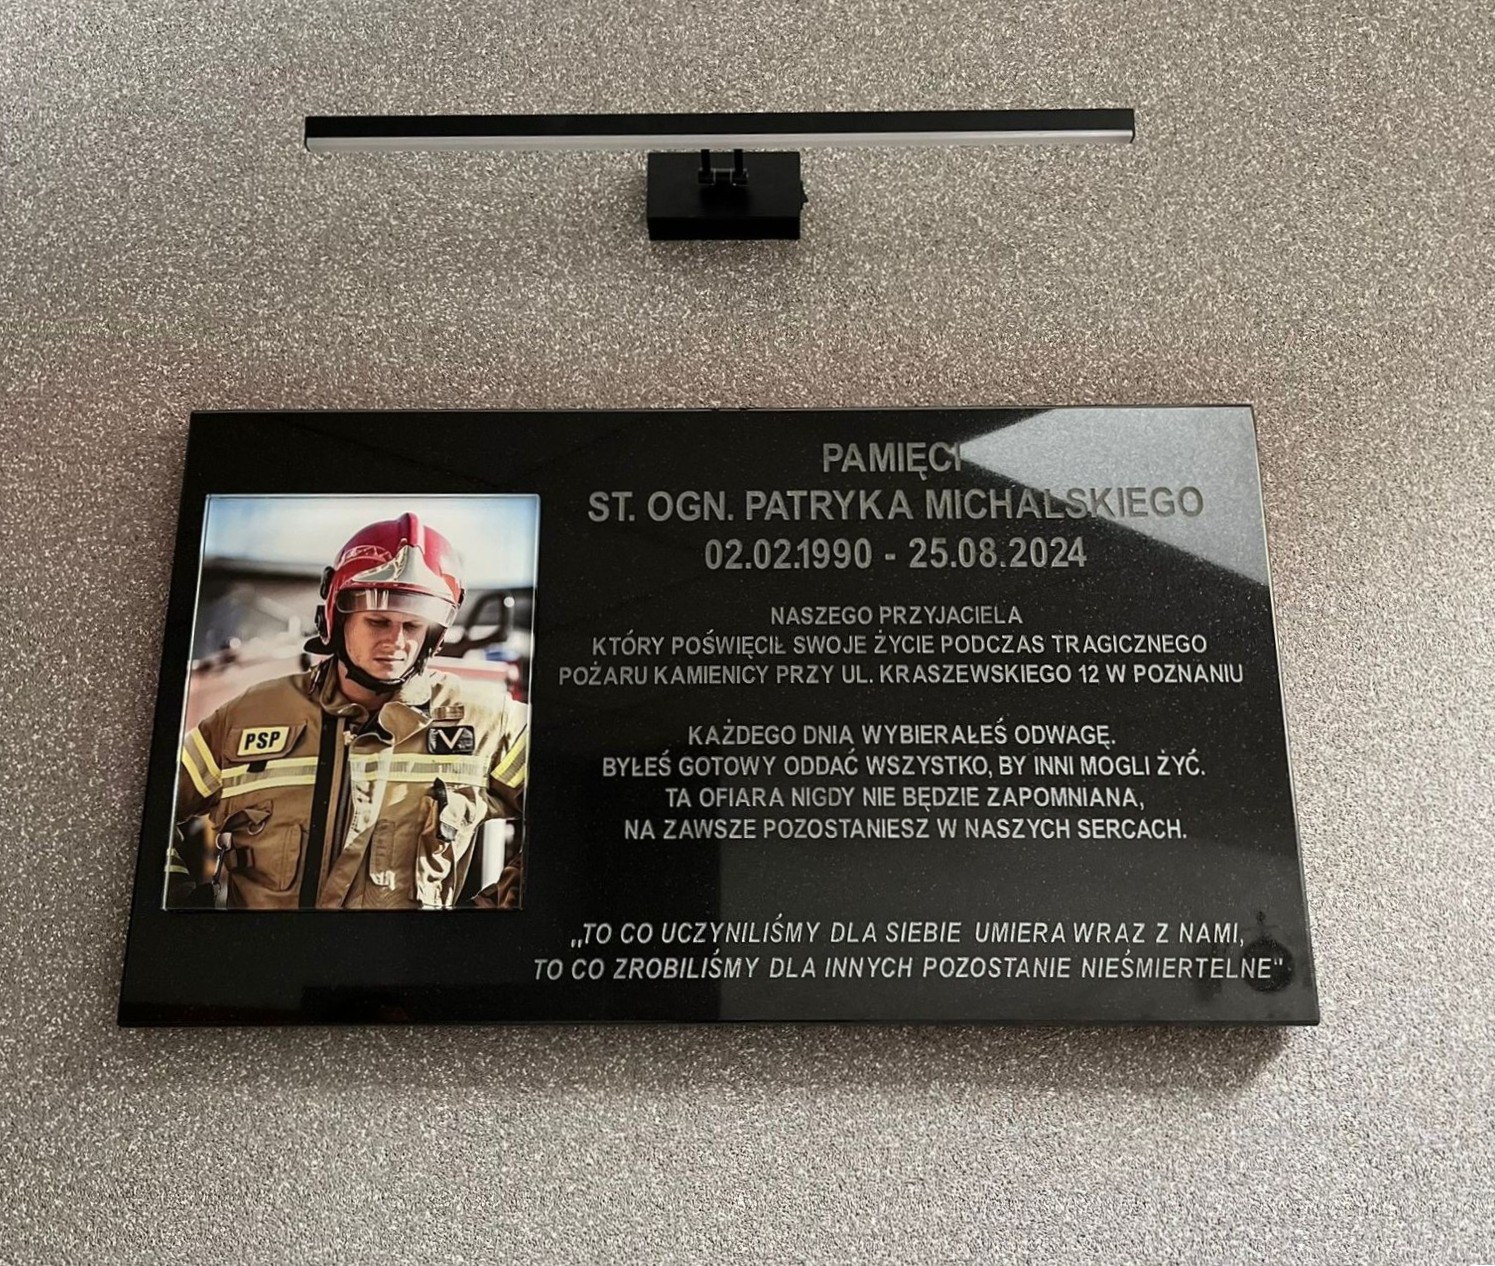 PAMIĘCI
ST. OGN. PATRYKA MICHALSKIEGO
02.02.1990 - 25.08.2024
NASZEGO PRZYJACIELA
KTÓRY POŚWIĘCIŁ SWOJE ŻYCIE PODCZAS TRAGICZNEGO
POŻARU KAMIENICY PRZY UL. KRASZEWSKIEGO 12 W POZNANIU
KAŻDEGO DNIA WYBIERAŁEŚ ODWAGĘ.
BYŁEŚ GOTOWY ODDAĆ WSZYSTKO, BY INNI MOGLI ŻYĆ.
TA OFIARA NIGDY NIE BĘDZIE ZAPOMNIANA,
NA ZAWSZE POZOSTANIESZ W NASZYCH SERCACH.
„TO CO UCZYNILIŚMY DLA SIEBIE UMIERA WRAZ Z NAMI,
TO CO ZROBILIŚMY DLA INNYCH POZOSTANIE NIEŚMIERTELNE"
PSP